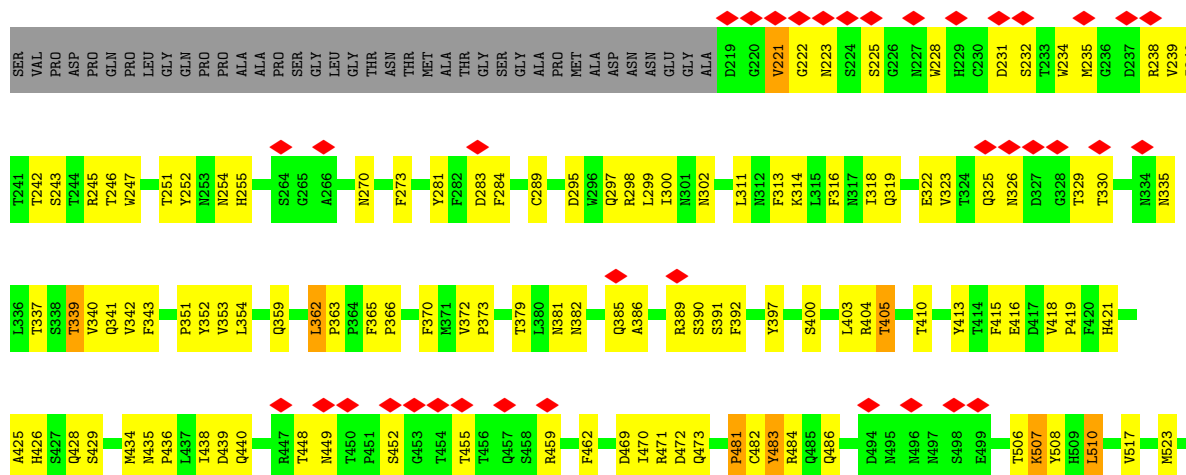 SER VAL PRO ASP PRO GLN PRO LEU GLY GLN PRO PRO ALA ALA PRO SER GLY LEU GLY THR ASN THR MET ALA THR GLY SER GLY ALA PRO MET ALA ASP ASN ASN GLU GLY ALA D219 G220 V221 G222 N223 S224 S225 G226 N227 W228 H229 C230 D231 S232 T233 W234 M235 G236 D237 R238 V239
T241 T242 S243 T244 R245 T246 W247 T251 Y252 N253 N254 H255 S264 G265 A266 N270 F273 Y281 F282 D283 F284 C289 D295 W296 Q297 R298 L299 I300 N301 N302 L311 N312 F313 K314 L315 F316 N317 I318 Q319 E322 V323 T324 Q325 N326 D327 G328 T329 T330 N334 N335
L336 T337 S338 T339 V340 Q341 V342 F343 P351 Y352 V353 L354 Q359 L362 P363 P364 F365 P366 F370 M371 V372 P373 T379 L380 N381 N382 Q385 A386 R389 S390 S391 F392 Y397 S400 L403 R404 T405 T410 Y413 T414 F415 E416 D417 V418 P419 F420 H421
A425 H426 S427 Q428 S429 M434 N435 P436 L437 I438 D439 Q440 R447 T448 N449 T450 P451 S452 G453 T454 T455 T456 Q457 S458 R459 F462 D469 I470 R471 D472 Q473 P481 C482 Y483 R484 Q485 Q486 D494 N495 N496 N497 S498 E499 T506 K507 Y508 H509 L510 V517 M523